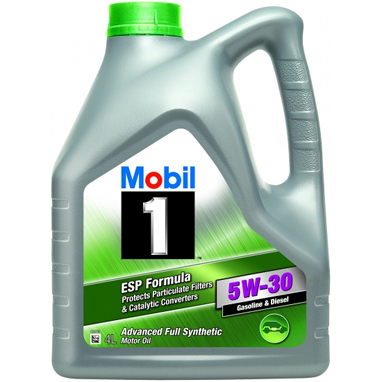 Mobil
1
™
ESP Formula
Protects Particulate Filters
& Catalytic Converters
5W-30
Gasoline & Diesel
Advanced Full Synthetic
Motor Oil
4L